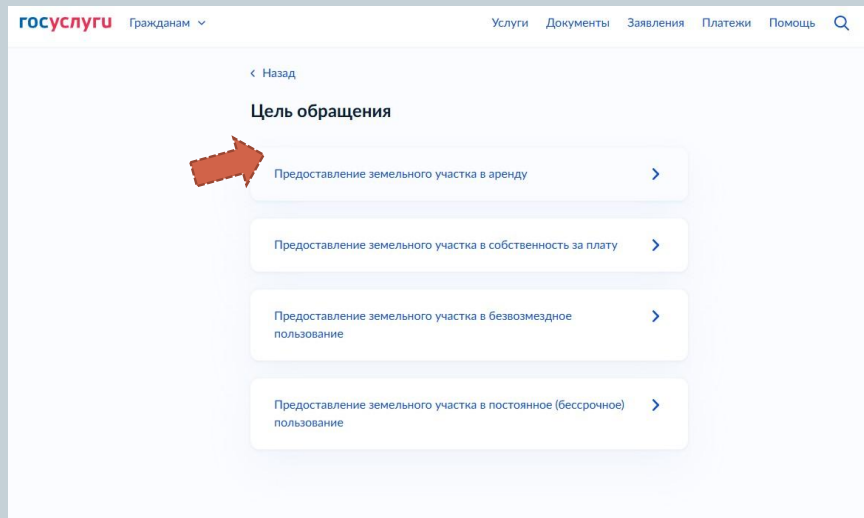 госуслуги Гражданам Услуги Документы Заявления Платежи Помощь
Назад
Цель обращения
Предоставление земельного участка в аренду
Предоставление земельного участка в собственность за плату
Предоставление земельного участка в безвозмездное
пользование
Предоставление земельного участка в постоянное (бессрочное)
пользование